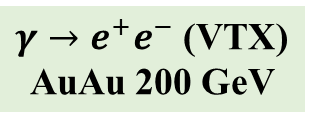 γ → e⁺e⁻ (VTX)
AuAu 200 GeV